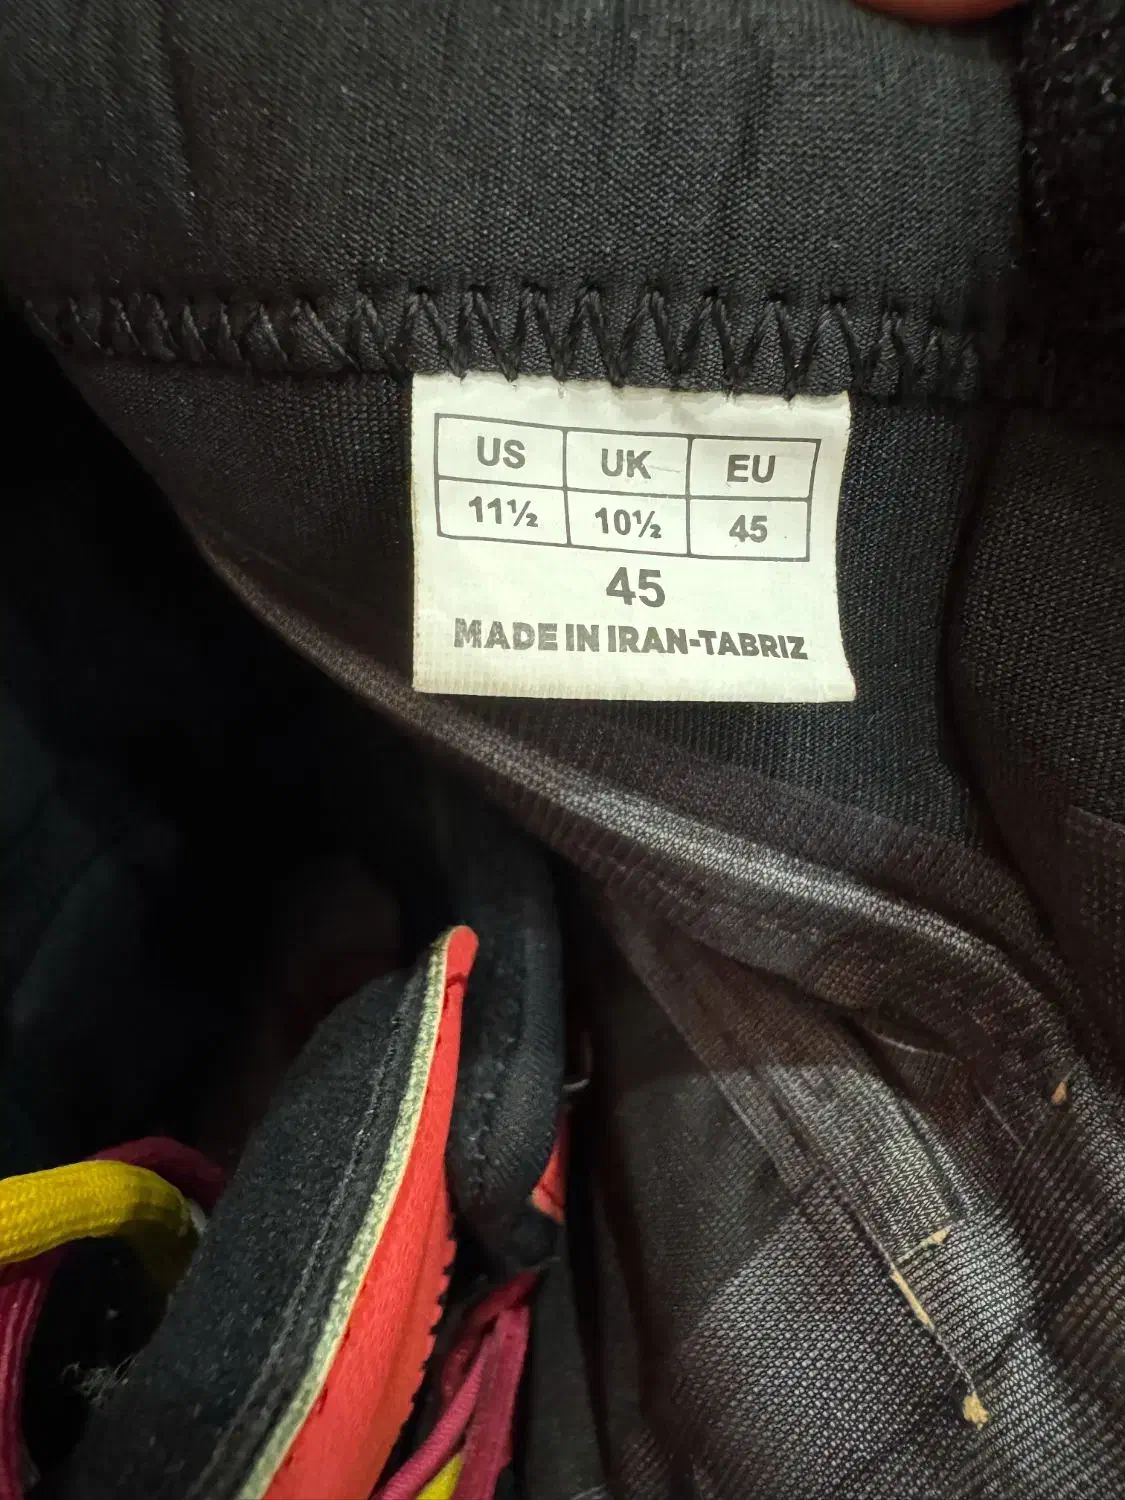 US UK EU
11½ 10½ 45
45
MADE IN IRAN-TABRIZ